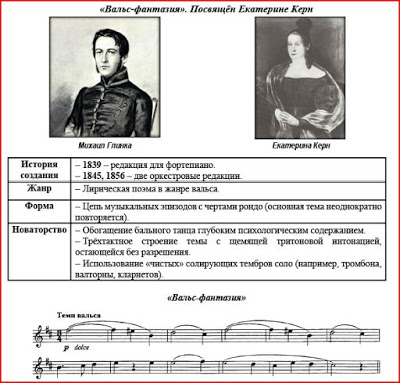 «Вальс-фантазия». Посвящён Екатерине Керн
Михаил Глинка
Екатерина Керн
История создания
– 1839 – редакция для фортепиано.
– 1845, 1856 – две оркестровые редакции.
Жанр
– Лирическая поэма в жанре вальса.
Форма
– Цепь музыкальных эпизодов с чертами рондо (основная тема неоднократно
повторяется).
Новаторство
– Обогащение бального танца глубоким психологическим содержанием.
– Трёхтактное строение темы с щемящей тритоновой интонацией,
остающейся без разрешения.
– Использование «чистых» солирующих тембров соло (например, тромбона,
валторны, кларнетов).
«Вальс-фантазия»
Темп вальса
p dolce